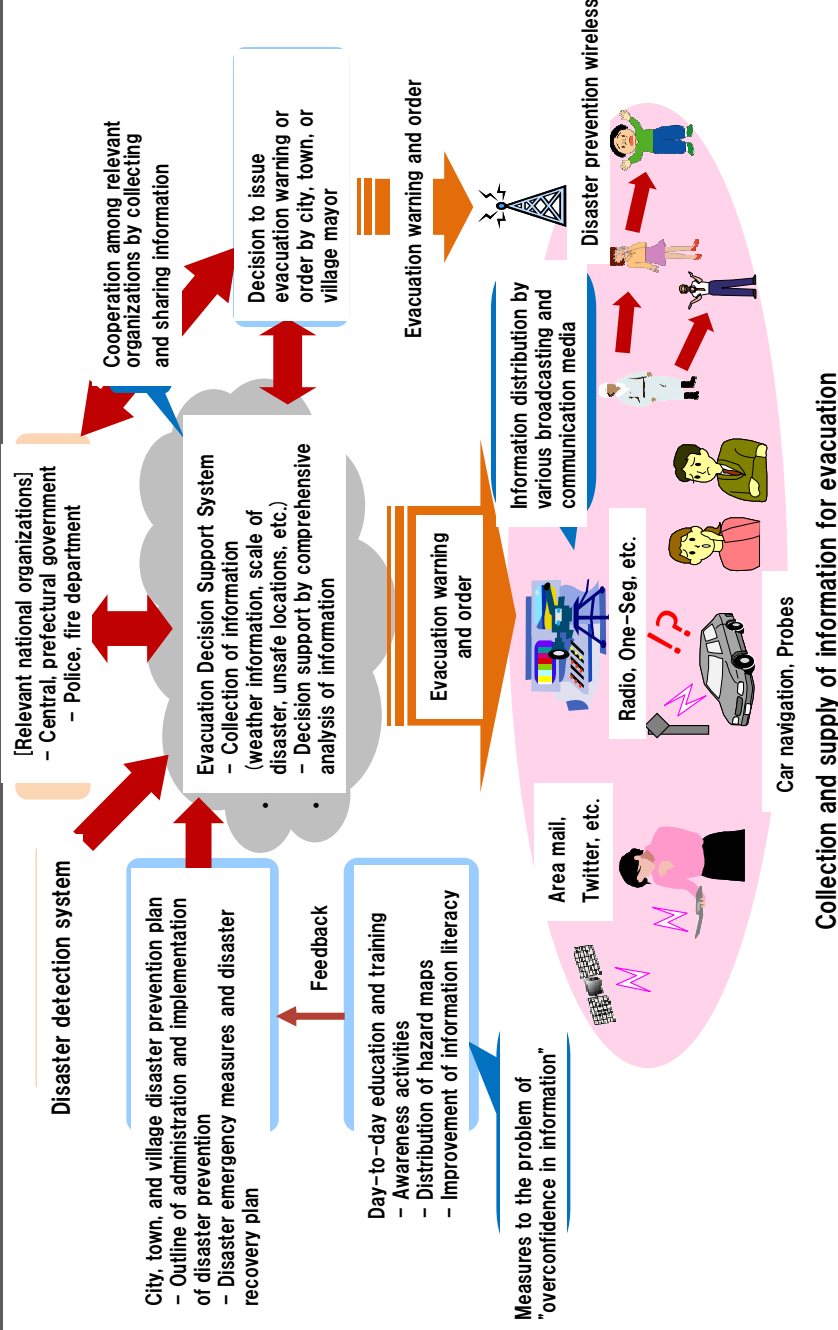 Disaster detection system
[Relevant national organizations]
- Central, prefectural government
- Police, fire department
Cooperation among relevant
organizations by collecting
and sharing information
City, town, and village disaster prevention plan
- Outline of administration and implementation
of disaster prevention
- Disaster emergency measures and disaster
recovery plan
Evacuation Decision Support System
- Collection of information
(weather information, scale of
disaster, unsafe locations, etc.)
- Decision support by comprehensive
analysis of information
Decision to issue
evacuation warning or
order by city, town, or
village mayor
Feedback
Day-to-day education and training
- Awareness activities
- Distribution of hazard maps
- Improvement of information literacy
Evacuation warning
and order
Evacuation warning and order
Measures to the problem of
"overconfidence in information"
Information distribution by
various broadcasting and
communication media
Disaster prevention wireless
Area mail,
Twitter, etc.
Radio, One-Seg, etc.
!?
Car navigation, Probes
Collection and supply of information for evacuation